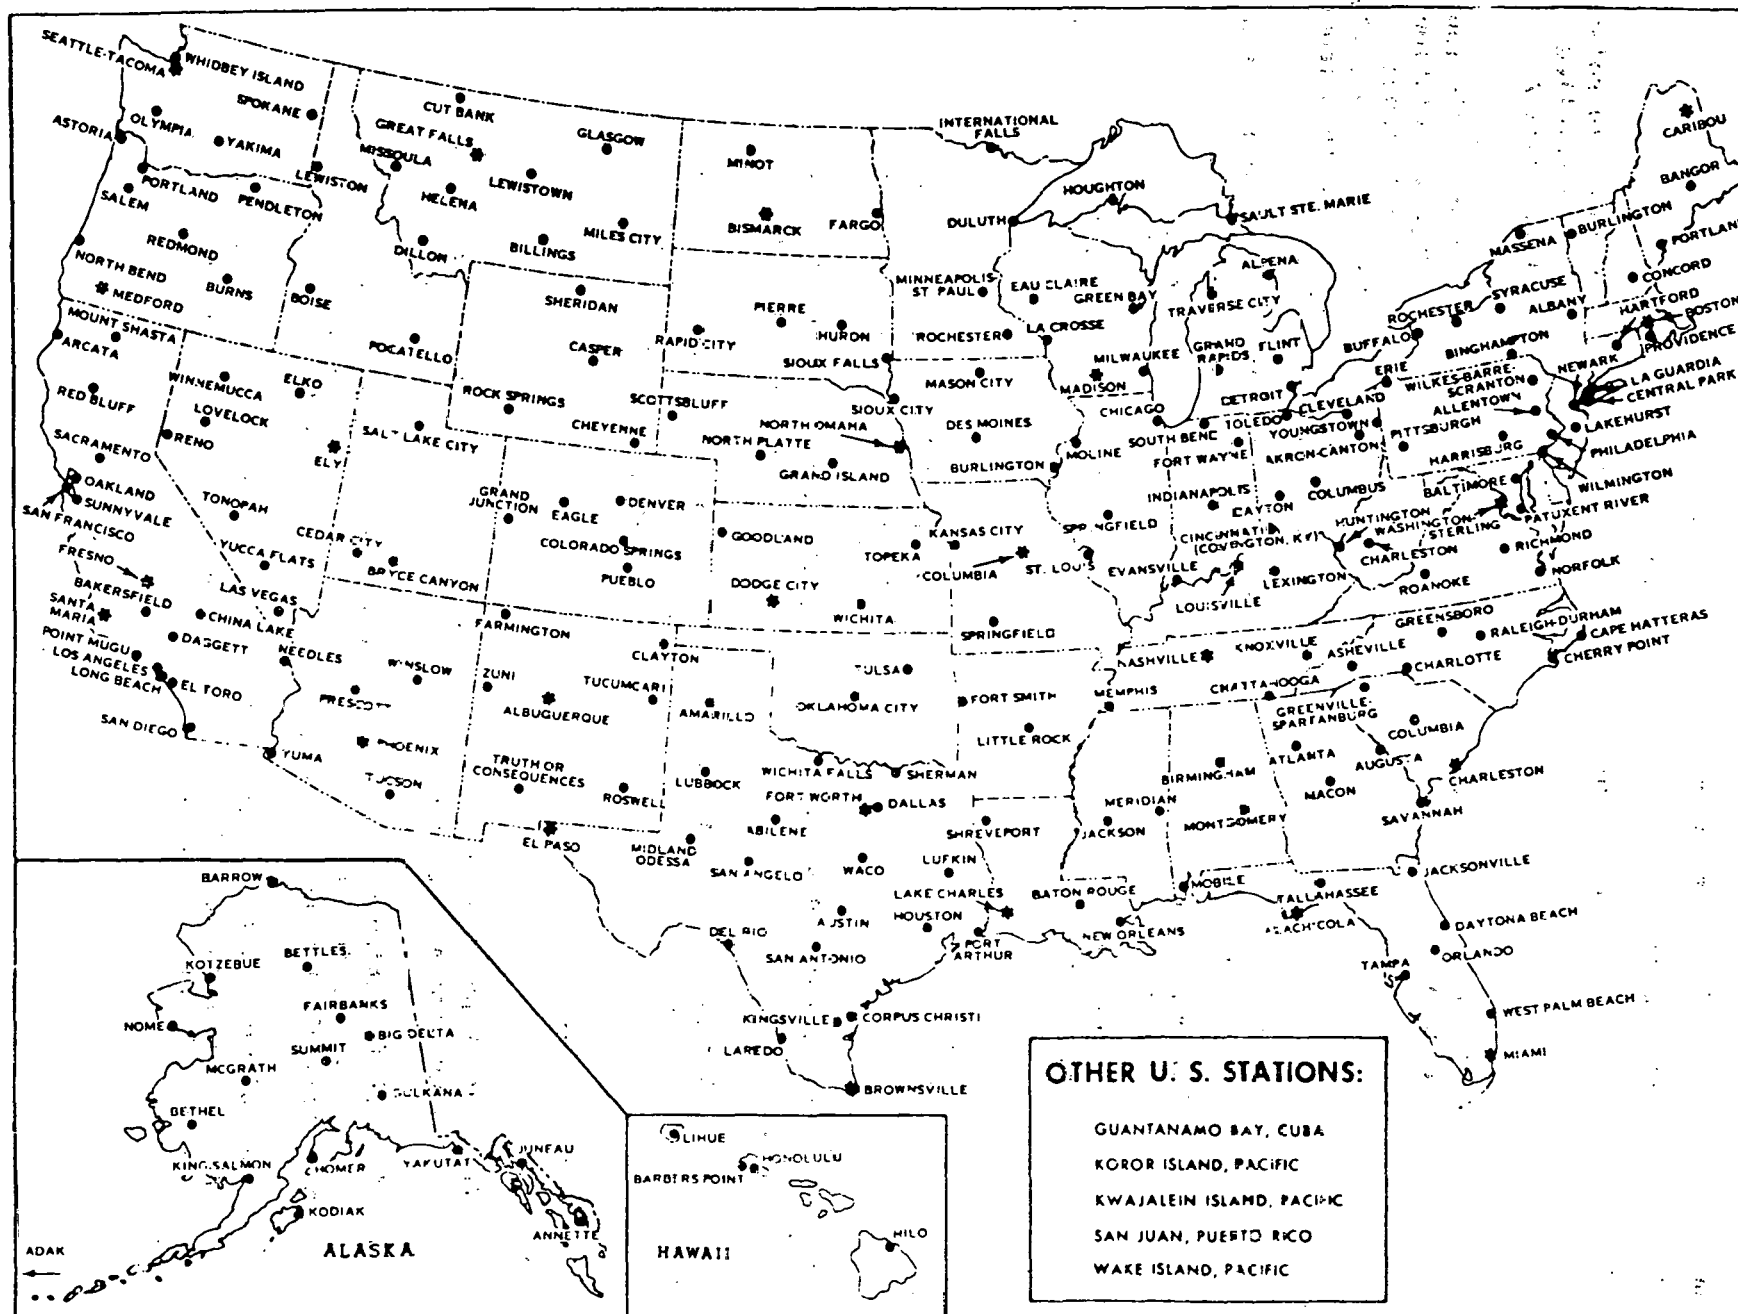 SEATTLE-TACOMA
WHIDBEY ISLAND
SPOKANE
OLYMPIA
ASTORIA
YAKIMA
LEWISTON
PORTLAND
PENDLETON
SALEM
REDMOND
NORTH BEND
BURNS
MEDFORD
BOISE
POCATELLO
CUT BANK
GREAT FALLS
GLASGOW
MISSOULA
LEWISTOWN
HELENA
MILES CITY
DILLON
BILLINGS
MINOT
BISMARCK
FARGO
INTERNATIONAL
FALLS
HOUGHTON
DULUTH
SAULT STE. MARIE
CARIBOU
BANGOR
BURLINGTON
MASSENA
PORTLAND
CONCORD
MOUNT SHASTA
ARCATA
RED BLUFF
SACRAMENTO
OAKLAND
SUNNYVALE
SAN FRANCISCO
FRESNO
BAKERSFIELD
SANTA
MARIA
POINT MUGU
LOS ANGELES
LONG BEACH
EL TORO
SAN DIEGO
CHINA LAKE
DAGGETT
NEEDLES
WINNEMUCCA
ELKO
LOVELOCK
RENO
ELY
TONOPAH
YUCCA FLATS
LAS VEGAS
SALT LAKE CITY
CEDAR CITY
BRYCE CANYON
SHERIDAN
CASPER
ROCK SPRINGS
CHEYENNE
PIERRE
RAPID CITY
HURON
SIOUX FALLS
SCOTTSBLUFF
NORTH OMAHA
NORTH PLATTE
GRAND ISLAND
SIOUX CITY
MINNEAPOLIS
ST. PAUL
ROCHESTER
EAU CLAIRE
GREEN BAY
LA CROSSE
MILWAUKEE
MADISON
MASON CITY
DES MOINES
BURLINGTON
ALPENA
TRAVERSE CITY
GRAND
RAPIDS
FLINT
DETROIT
CHICAGO
MOLINE
SPRINGFIELD
SOUTH BEND
FORT WAYNE
INDIANAPOLIS
EVANSVILLE
TOLEDO
CLEVELAND
YOUNGSTOWN
AKRON-CANTON
COLUMBUS
DAYTON
CINCINNATI
(COVINGTON, KY)
BUFFALO
ROCHESTER
SYRACUSE
ALBANY
BINGHAMPTON
HARTFORD
BOSTON
PROVIDENCE
NEWARK
LA GUARDIA
CENTRAL PARK
LAKEHURST
ERIE
WILKES-BARRE-
SCRANTON
ALLENTOWN
PITTSBURGH
HARRISBURG
PHILADELPHIA
WILMINGTON
BALTIMORE
PATUXENT RIVER
HUNTINGTON
WASHINGTON
STERLING
CHARLESTON
RICHMOND
ROANOKE
NORFOLK
LOUISVILLE
LEXINGTON
GRAND
JUNCTION
EAGLE
DENVER
COLORADO SPRINGS
PUEBLO
GOODLAND
TOPEKA
DODGE CITY
WICHITA
KANSAS CITY
COLUMBIA
ST. LOUIS
SPRINGFIELD
FARMINGTON
CLAYTON
ZUNI
TUCUMCARI
ALBUQUERQUE
TRUTH OR
CONSEQUENCES
ROSWELL
WINSLOW
PRESCOTT
PHOENIX
YUMA
TUCSON
TULSA
OKLAHOMA CITY
FORT SMITH
LITTLE ROCK
NASHVILLE
KNOXVILLE
MEMPHIS
CHATTANOOGA
GREENSBORO
RALEIGH-DURHAM
ASHEVILLE
CAPE HATTERAS
CHERRY POINT
CHARLOTTE
GREENVILLE-
SPARTANBURG
COLUMBIA
CHARLESTON
ATLANTA
AUGUSTA
MACON
SAVANNAH
BIRMINGHAM
MONTGOMERY
MOBILE
MERIDIAN
JACKSON
AMARILLO
LUBBOCK
WICHITA FALLS
SHERMAN
FORT WORTH
DALLAS
ABILENE
EL PASO
MIDLAND
ODESSA
SAN ANGELO
WACO
LUFKIN
AUSTIN
HOUSTON
DEL RIO
SAN ANTONIO
PORT
ARTHUR
KINGSVILLE
CORPUS CHRISTI
LAREDO
BROWNSVILLE
SHREVEPORT
LAKE CHARLES
BATON ROUGE
NEW ORLEANS
TALLAHASSEE
JACKSONVILLE
DAYTONA BEACH
ORLANDO
TAMPA
WEST PALM BEACH
MIAMI
BARROW
KOTZEBUE
BETTLES
FAIRBANKS
NOME
BIG DELTA
SUMMIT
MCGRATH
GULKANA
BETHEL
KING SALMON
HOMER
YAKUTAT
JUNEAU
KODIAK
ANNETTE
ADAK
ALASKA
LIHUE
HONOLULU
BARBERS POINT
HILO
HAWAII
OTHER U. S. STATIONS:
GUANTANAMO BAY, CUBA
KOROR ISLAND, PACIFIC
KWAJALEIN ISLAND, PACIFIC
SAN JUAN, PUERTO RICO
WAKE ISLAND, PACIFIC